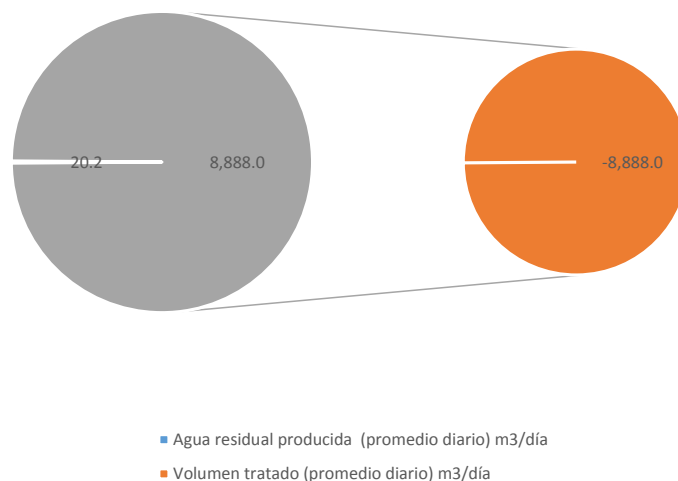 20.2
8,888.0
-8,888.0
Agua residual producida (promedio diario) m3/día
Volumen tratado (promedio diario) m3/día